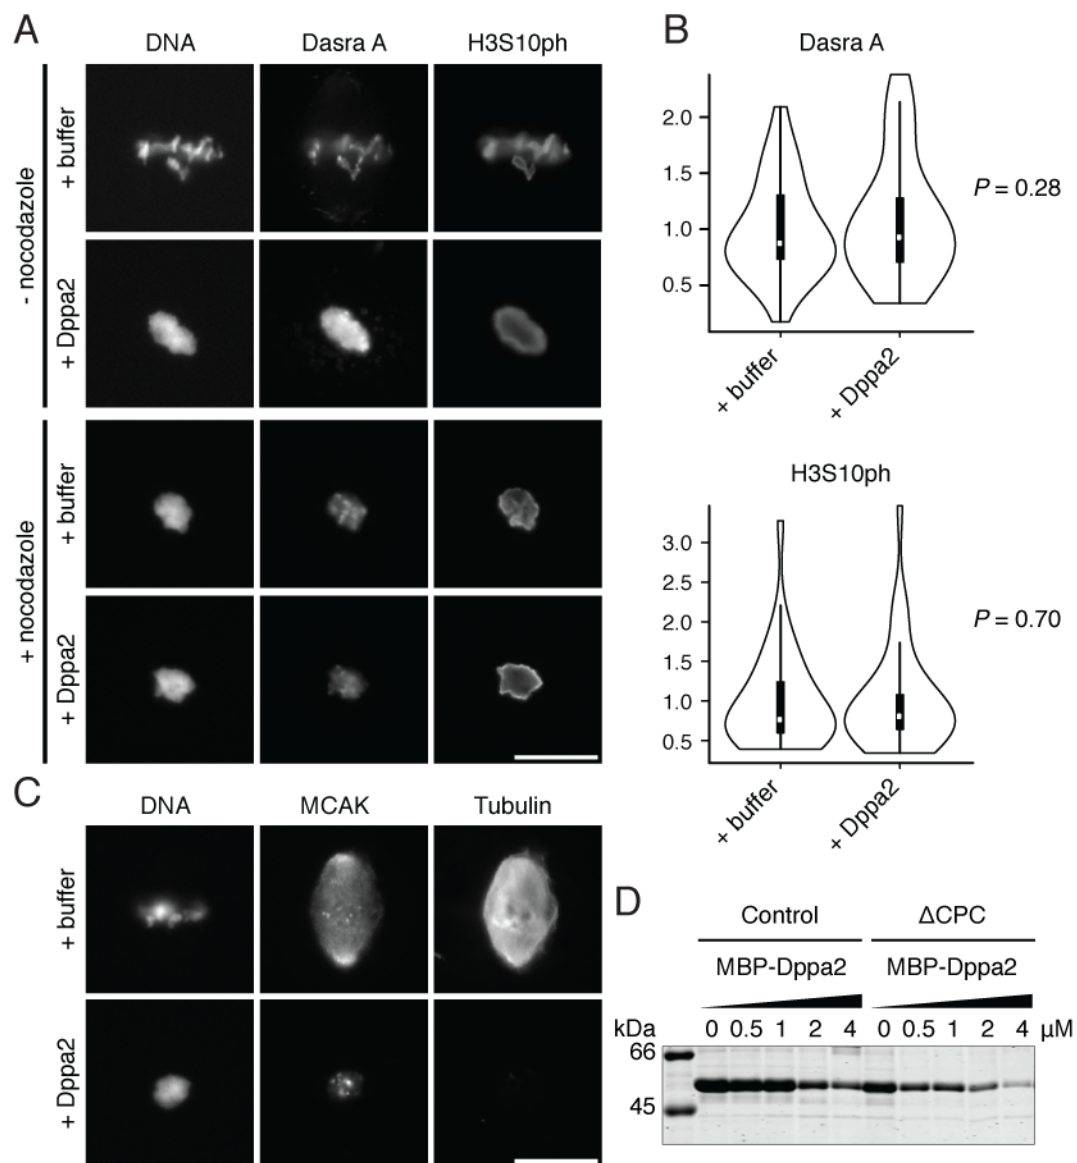 A
DNA Dasra A H3S10ph
- nocodazole
+ buffer
+ Dppa2
+ nocodazole
+ buffer
+ Dppa2
B
Dasra A
2.0
1.5
1.0
0.5
P = 0.28
+ buffer + Dppa2
H3S10ph
3.0
2.5
2.0
1.5
1.0
0.5
P = 0.70
+ buffer + Dppa2
C
DNA MCAK Tubulin
+ buffer
+ Dppa2
D
Control ΔCPC
MBP-Dppa2 MBP-Dppa2
kDa 0 0.5 1 2 4 0 0.5 1 2 4 μM
66
45